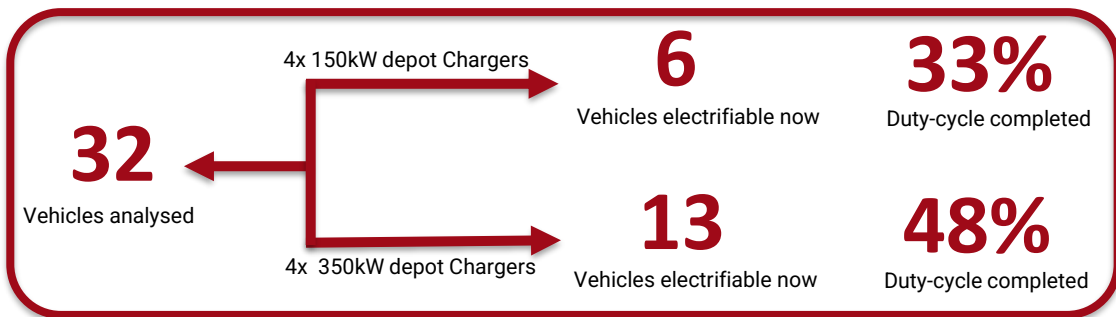 32
Vehicles analysed
4x 150kW depot Chargers
6
Vehicles electrifiable now
33%
Duty-cycle completed
4x 350kW depot Chargers
13
Vehicles electrifiable now
48%
Duty-cycle completed